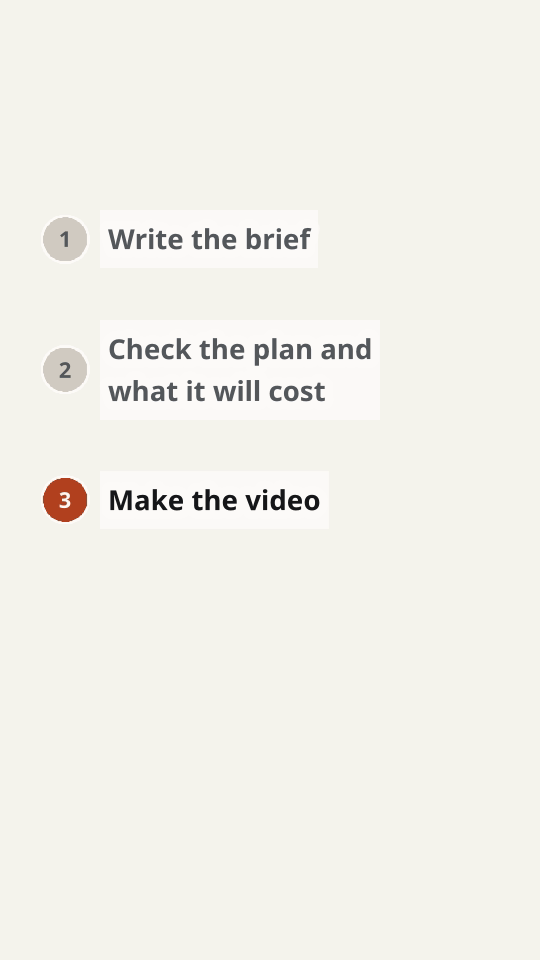 1 Write the brief
2 Check the plan and
what it will cost
3 Make the video